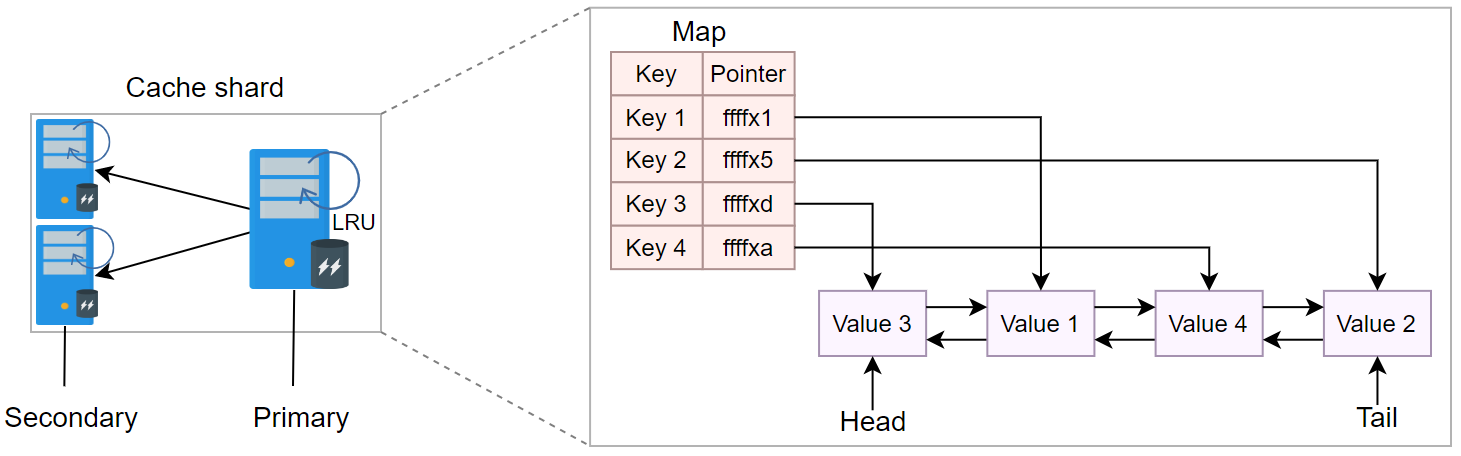 Cache shard
LRU
Secondary
Primary
Map
Key Pointer
Key 1 ffffx1
Key 2 ffffx5
Key 3 ffffxd
Key 4 ffffxa
Value 3
Value 1
Value 4
Value 2
Head
Tail